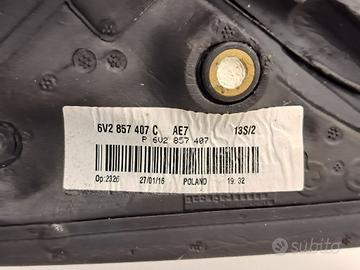 6V2 857 407 C AE7 13S/2
P 6V2 857 407
Op:2326 27/01/16 POLAND 19:32
subito